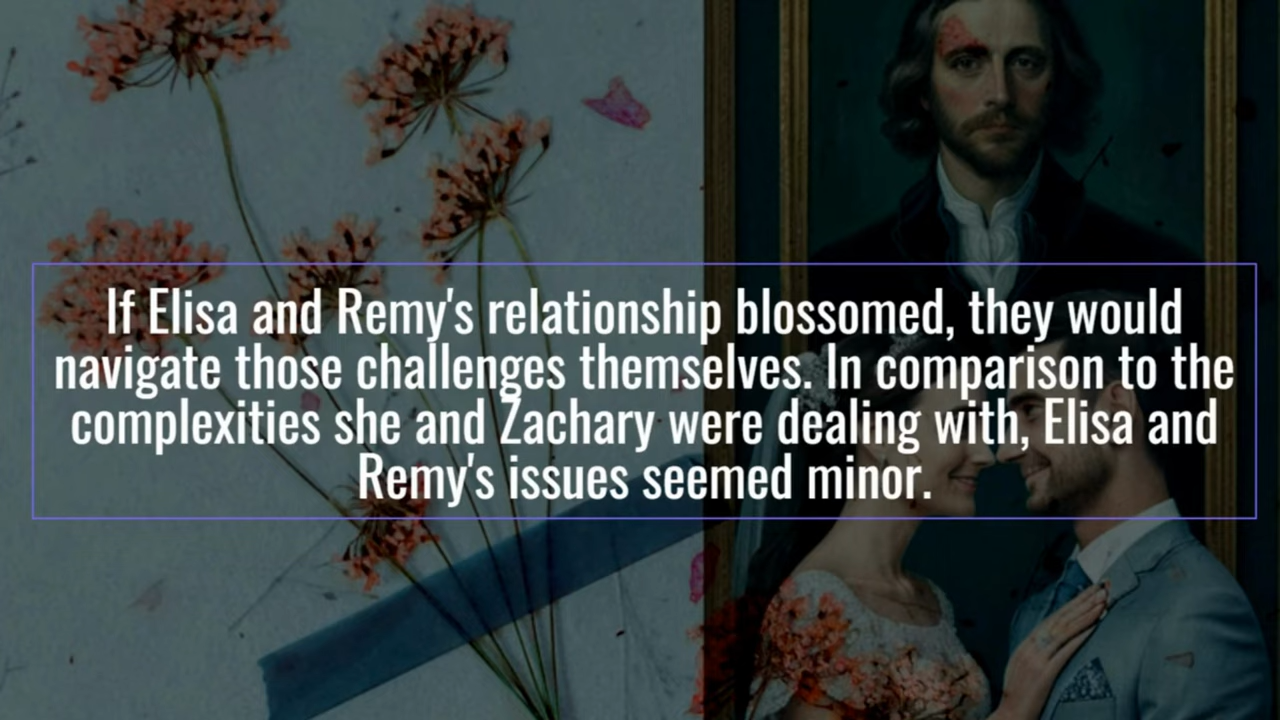 If Elisa and Remy's relationship blossomed, they would
navigate those challenges themselves. In comparison to the
complexities she and Zachary were dealing with, Elisa and
Remy's issues seemed minor.